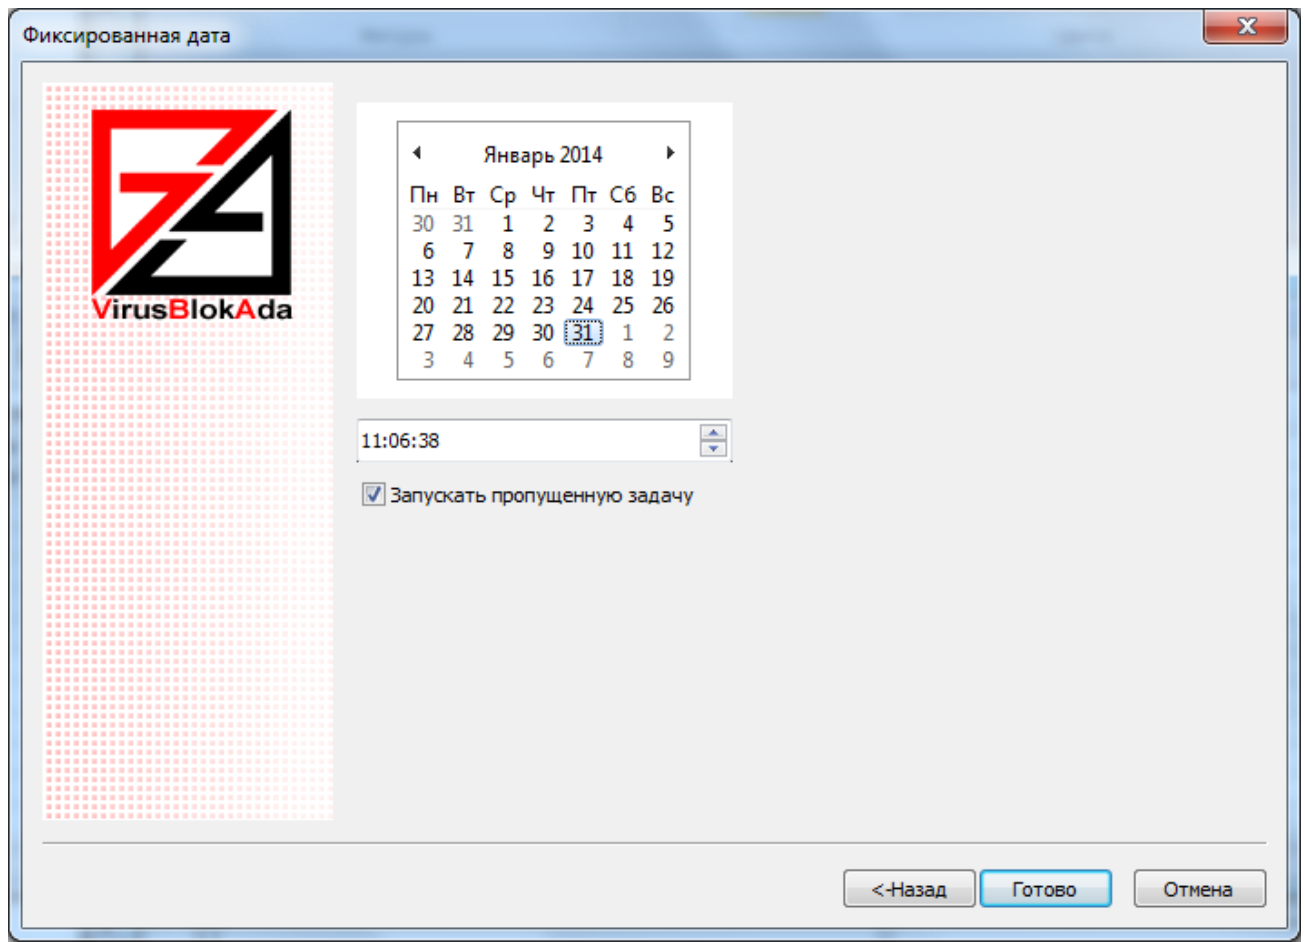 Фиксированная дата
VirusBlokAda
Январь 2014
Пн Вт Ср Чт Пт Сб Вс
30 31 1 2 3 4 5
6 7 8 9 10 11 12
13 14 15 16 17 18 19
20 21 22 23 24 25 26
27 28 29 30 31 1 2
3 4 5 6 7 8 9
11:06:38
Запускать пропущенную задачу
<-Назад Готово Отмена